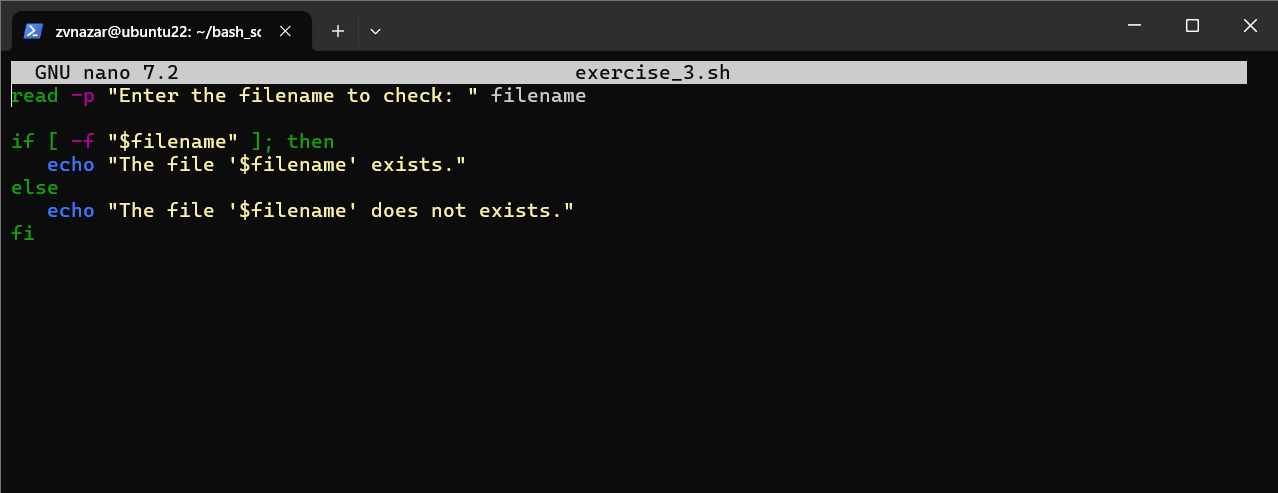 zvnazar@ubuntu22: ~/bash_sc
GNU nano 7.2 exercise_3.sh
read -p "Enter the filename to check: " filename
if [ -f "$filename" ]; then
echo "The file '$filename' exists."
else
echo "The file '$filename' does not exists."
fi